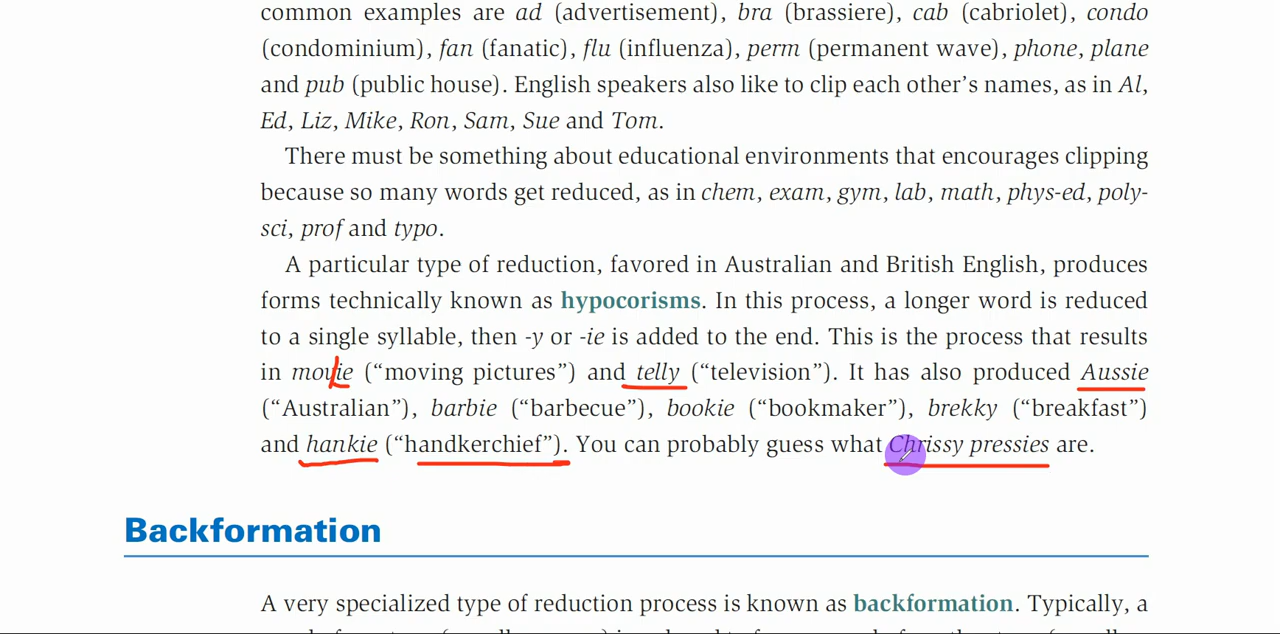 common examples are ad (advertisement), bra (brassiere), cab (cabriolet), condo
(condominium), fan (fanatic), flu (influenza), perm (permanent wave), phone, plane
and pub (public house). English speakers also like to clip each other’s names, as in Al,
Ed, Liz, Mike, Ron, Sam, Sue and Tom.
There must be something about educational environments that encourages clipping
because so many words get reduced, as in chem, exam, gym, lab, math, phys-ed, poly-
sci, prof and typo.
A particular type of reduction, favored in Australian and British English, produces
forms technically known as hypocorisms. In this process, a longer word is reduced
to a single syllable, then -y or -ie is added to the end. This is the process that results
in movie (“moving pictures”) and telly (“television”). It has also produced Aussie
(“Australian”), barbie (“barbecue”), bookie (“bookmaker”), brekky (“breakfast”)
and hankie (“handkerchief”). You can probably guess what Chrissy pressies are.
Backformation
A very specialized type of reduction process is known as backformation. Typically, a